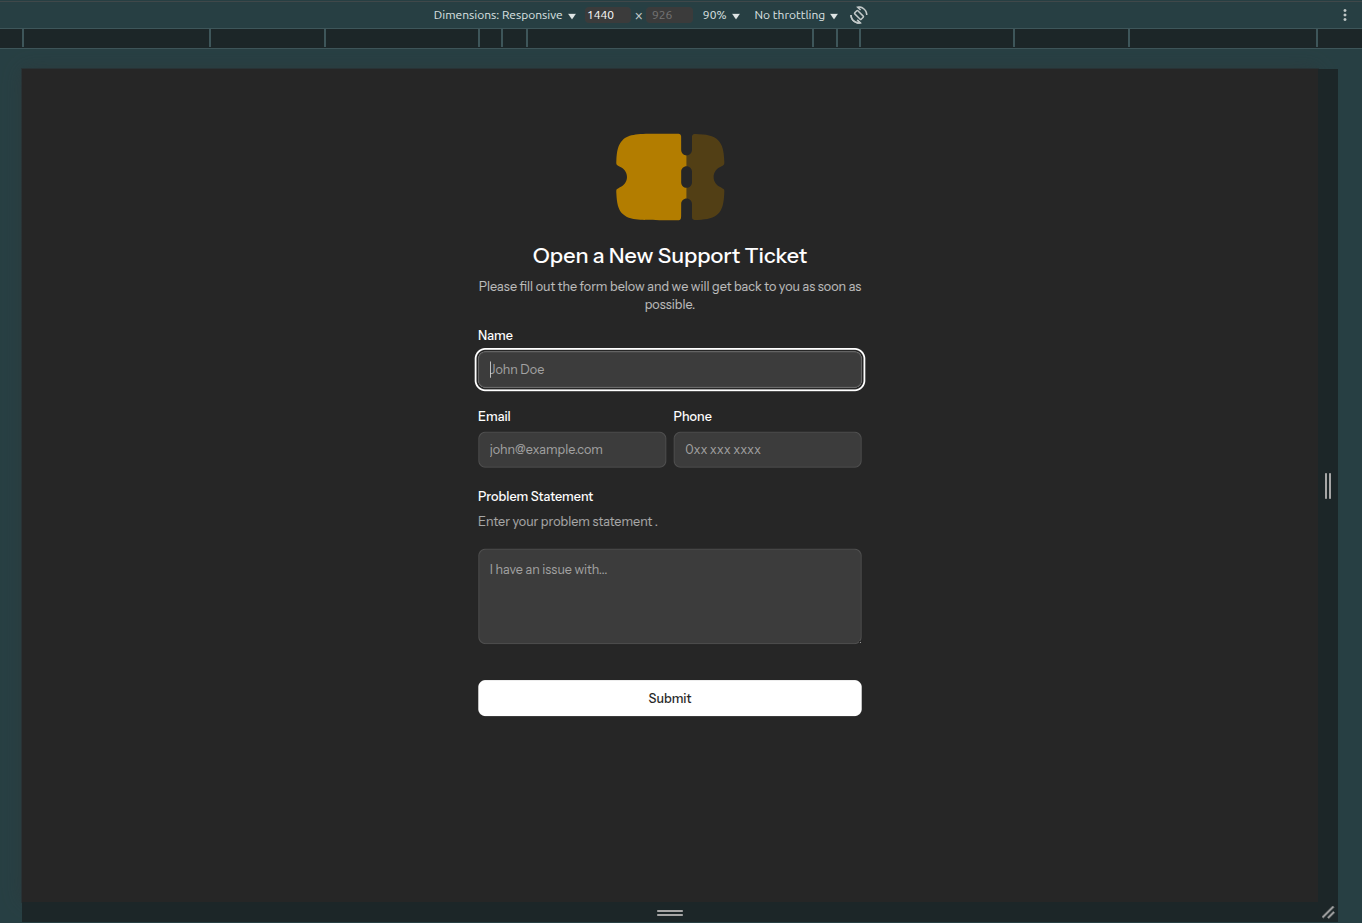 Dimensions: Responsive 1440 x 926 90% No throttling
Open a New Support Ticket
Please fill out the form below and we will get back to you as soon as
possible.
Name
John Doe
Email Phone
john@example.com 0xx xxx xxxx
Problem Statement
Enter your problem statement .
I have an issue with...
Submit